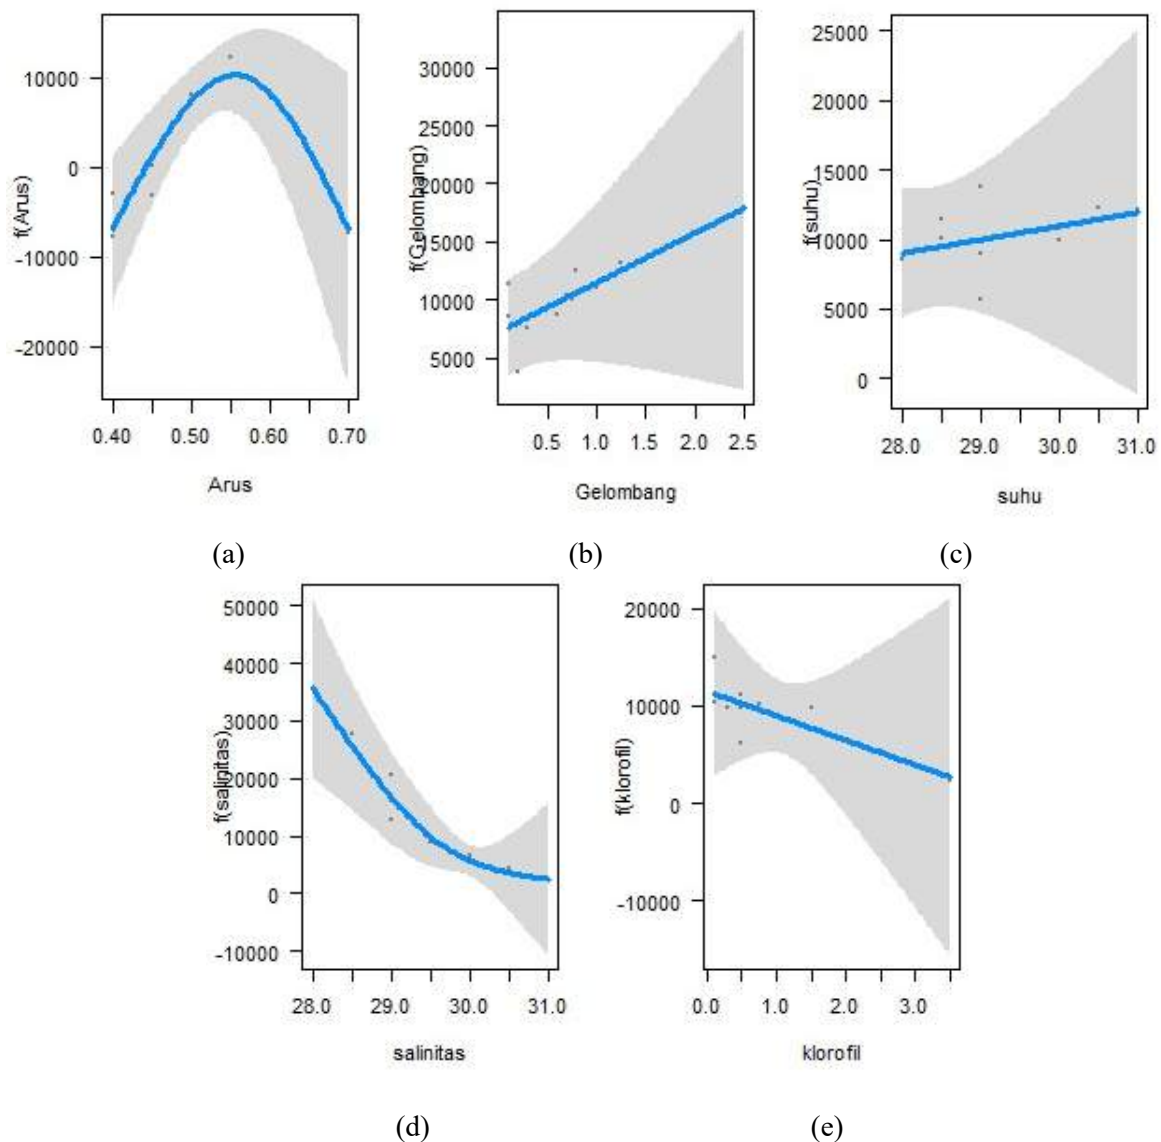 f(Arus)
10000
0
-10000
-20000
0.40 0.50 0.60 0.70
Arus
(a)
f(Gelombang)
30000
25000
20000
15000
10000
5000
0.5 1.0 1.5 2.0 2.5
Gelombang
(b)
f(suhu)
25000
20000
15000
10000
5000
0
28.0 29.0 30.0 31.0
suhu
(c)
f(salinitas)
50000
40000
30000
20000
10000
0
-10000
28.0 29.0 30.0 31.0
salinitas
(d)
f(klorofil)
20000
10000
0
-10000
0.0 1.0 2.0 3.0
klorofil
(e)